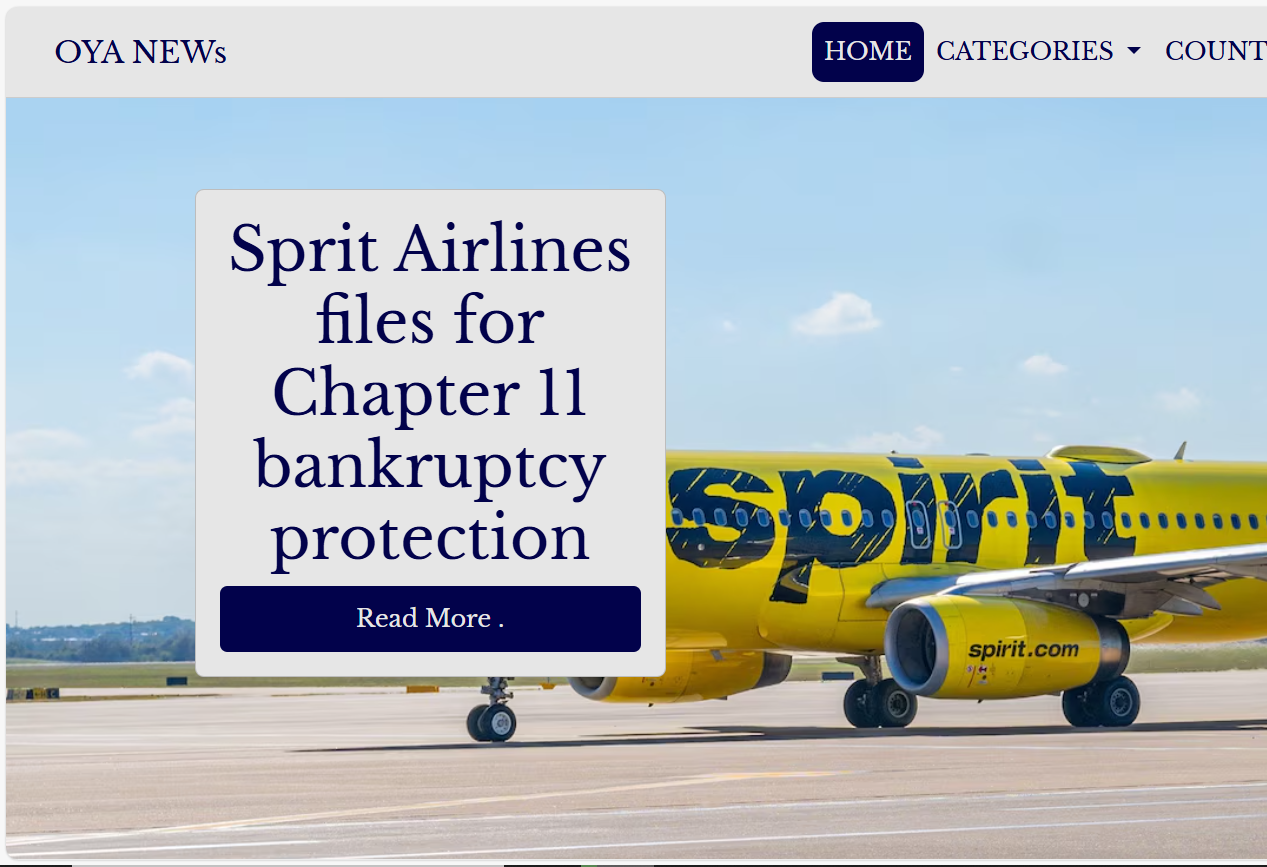 OYA NEWs
HOME CATEGORIES COUNT
Sprit Airlines
files for
Chapter 11
bankruptcy
protection
Read More .
spirit
spirit.com